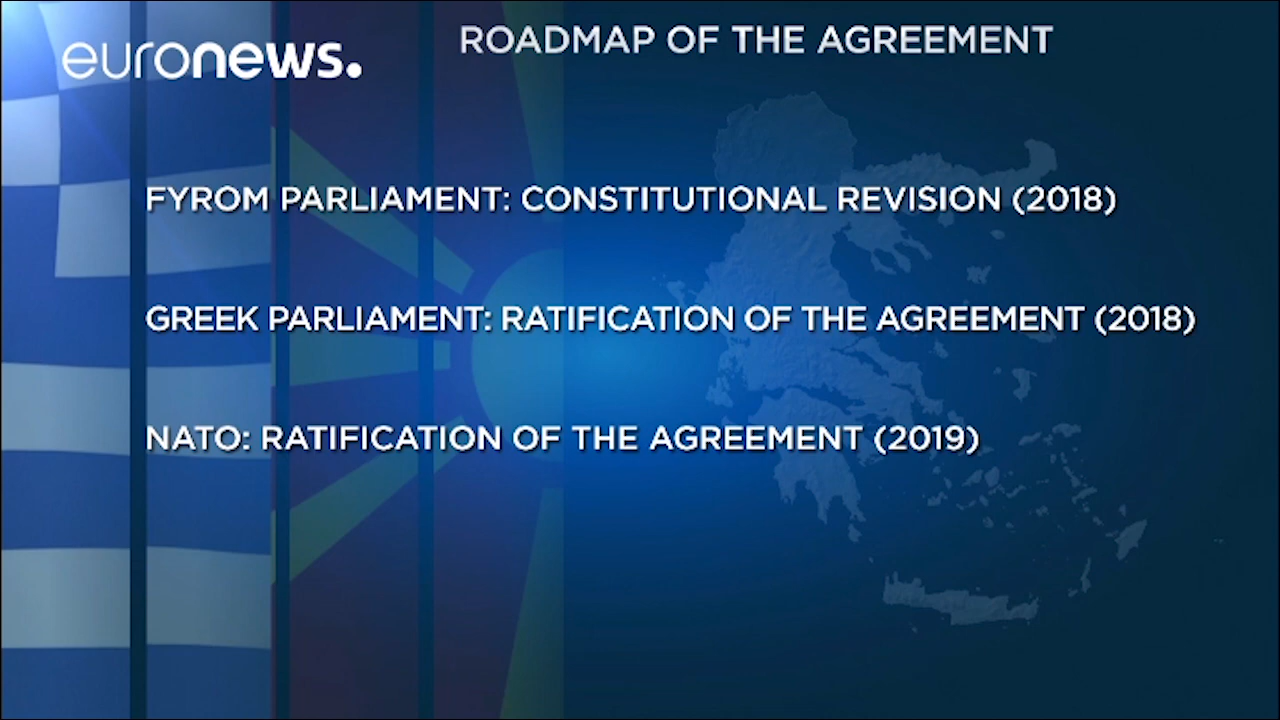 euronews.
ROADMAP OF THE AGREEMENT
FYROM PARLIAMENT: CONSTITUTIONAL REVISION (2018)
GREEK PARLIAMENT: RATIFICATION OF THE AGREEMENT (2018)
NATO: RATIFICATION OF THE AGREEMENT (2019)